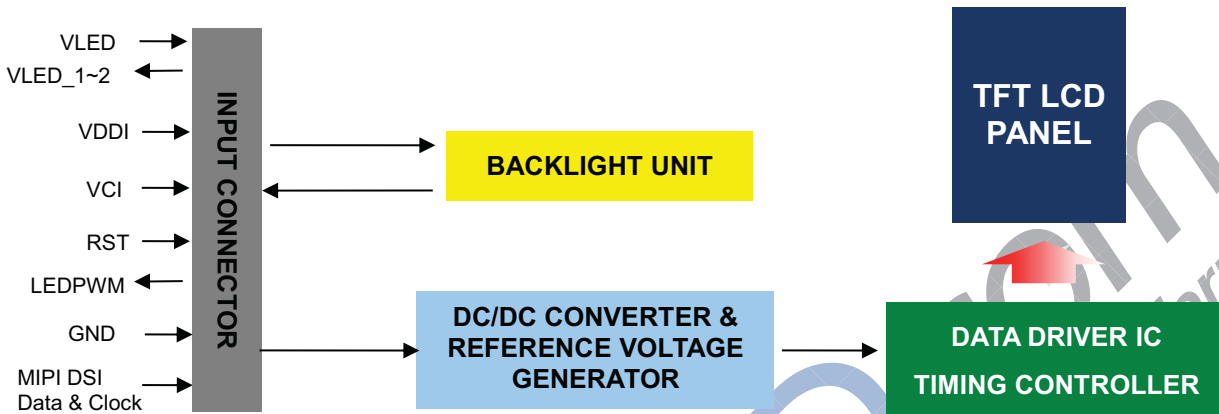 VLED
VLED_1~2
VDDI
VCI
RST
LEDPWM
GND
MIPI DSI
Data & Clock
INPUT CONNECTOR
BACKLIGHT UNIT
DC/DC CONVERTER &
REFERENCE VOLTAGE
GENERATOR
TFT LCD
PANEL
DATA DRIVER IC
TIMING CONTROLLER